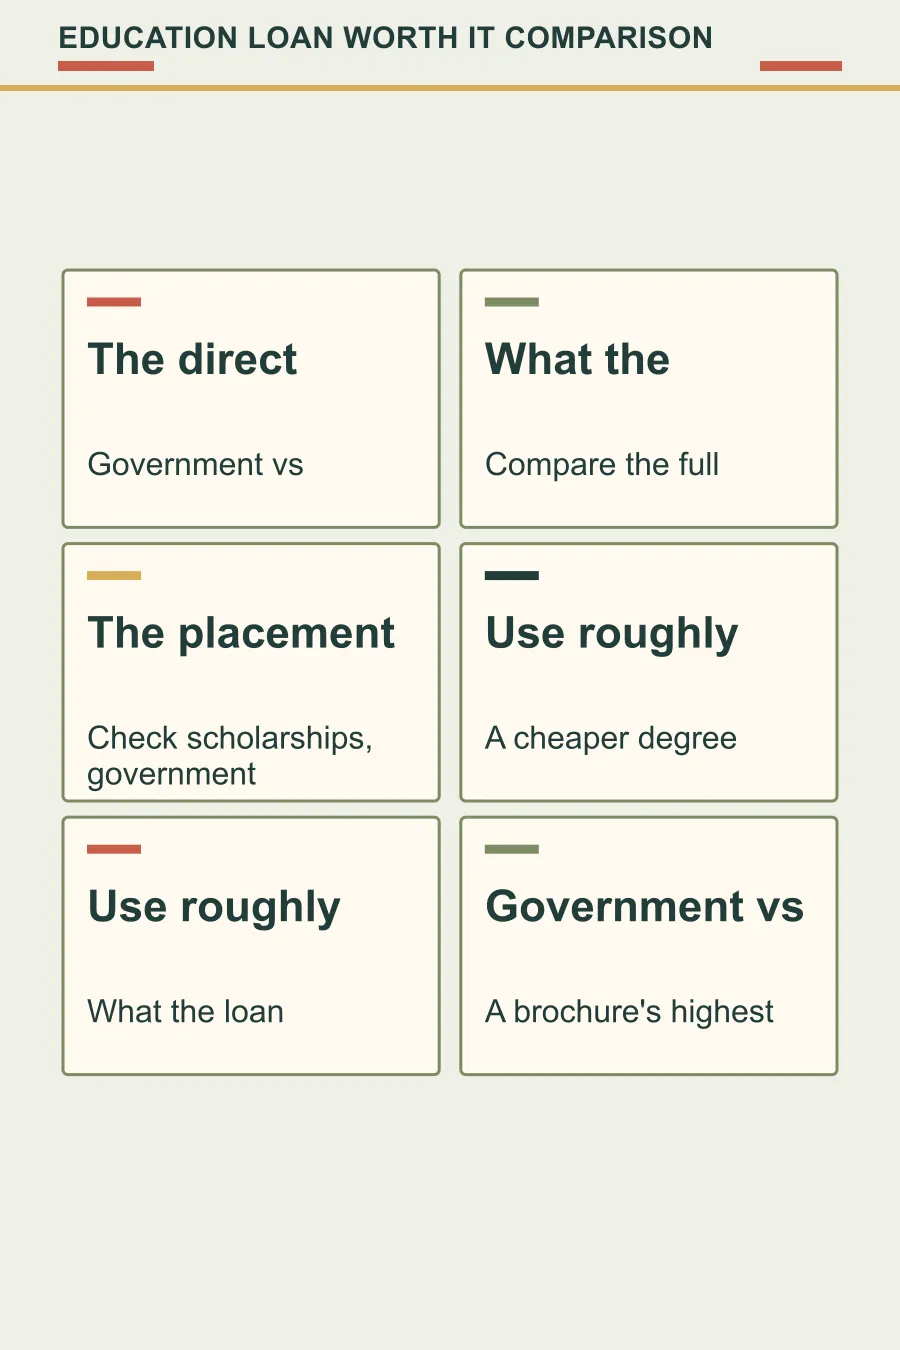 EDUCATION LOAN WORTH IT COMPARISON
The direct
Government vs
What the
Compare the full
The placement
Check scholarships,
government
Use roughly
A cheaper degree
Use roughly
What the loan
Government vs
A brochure's highest